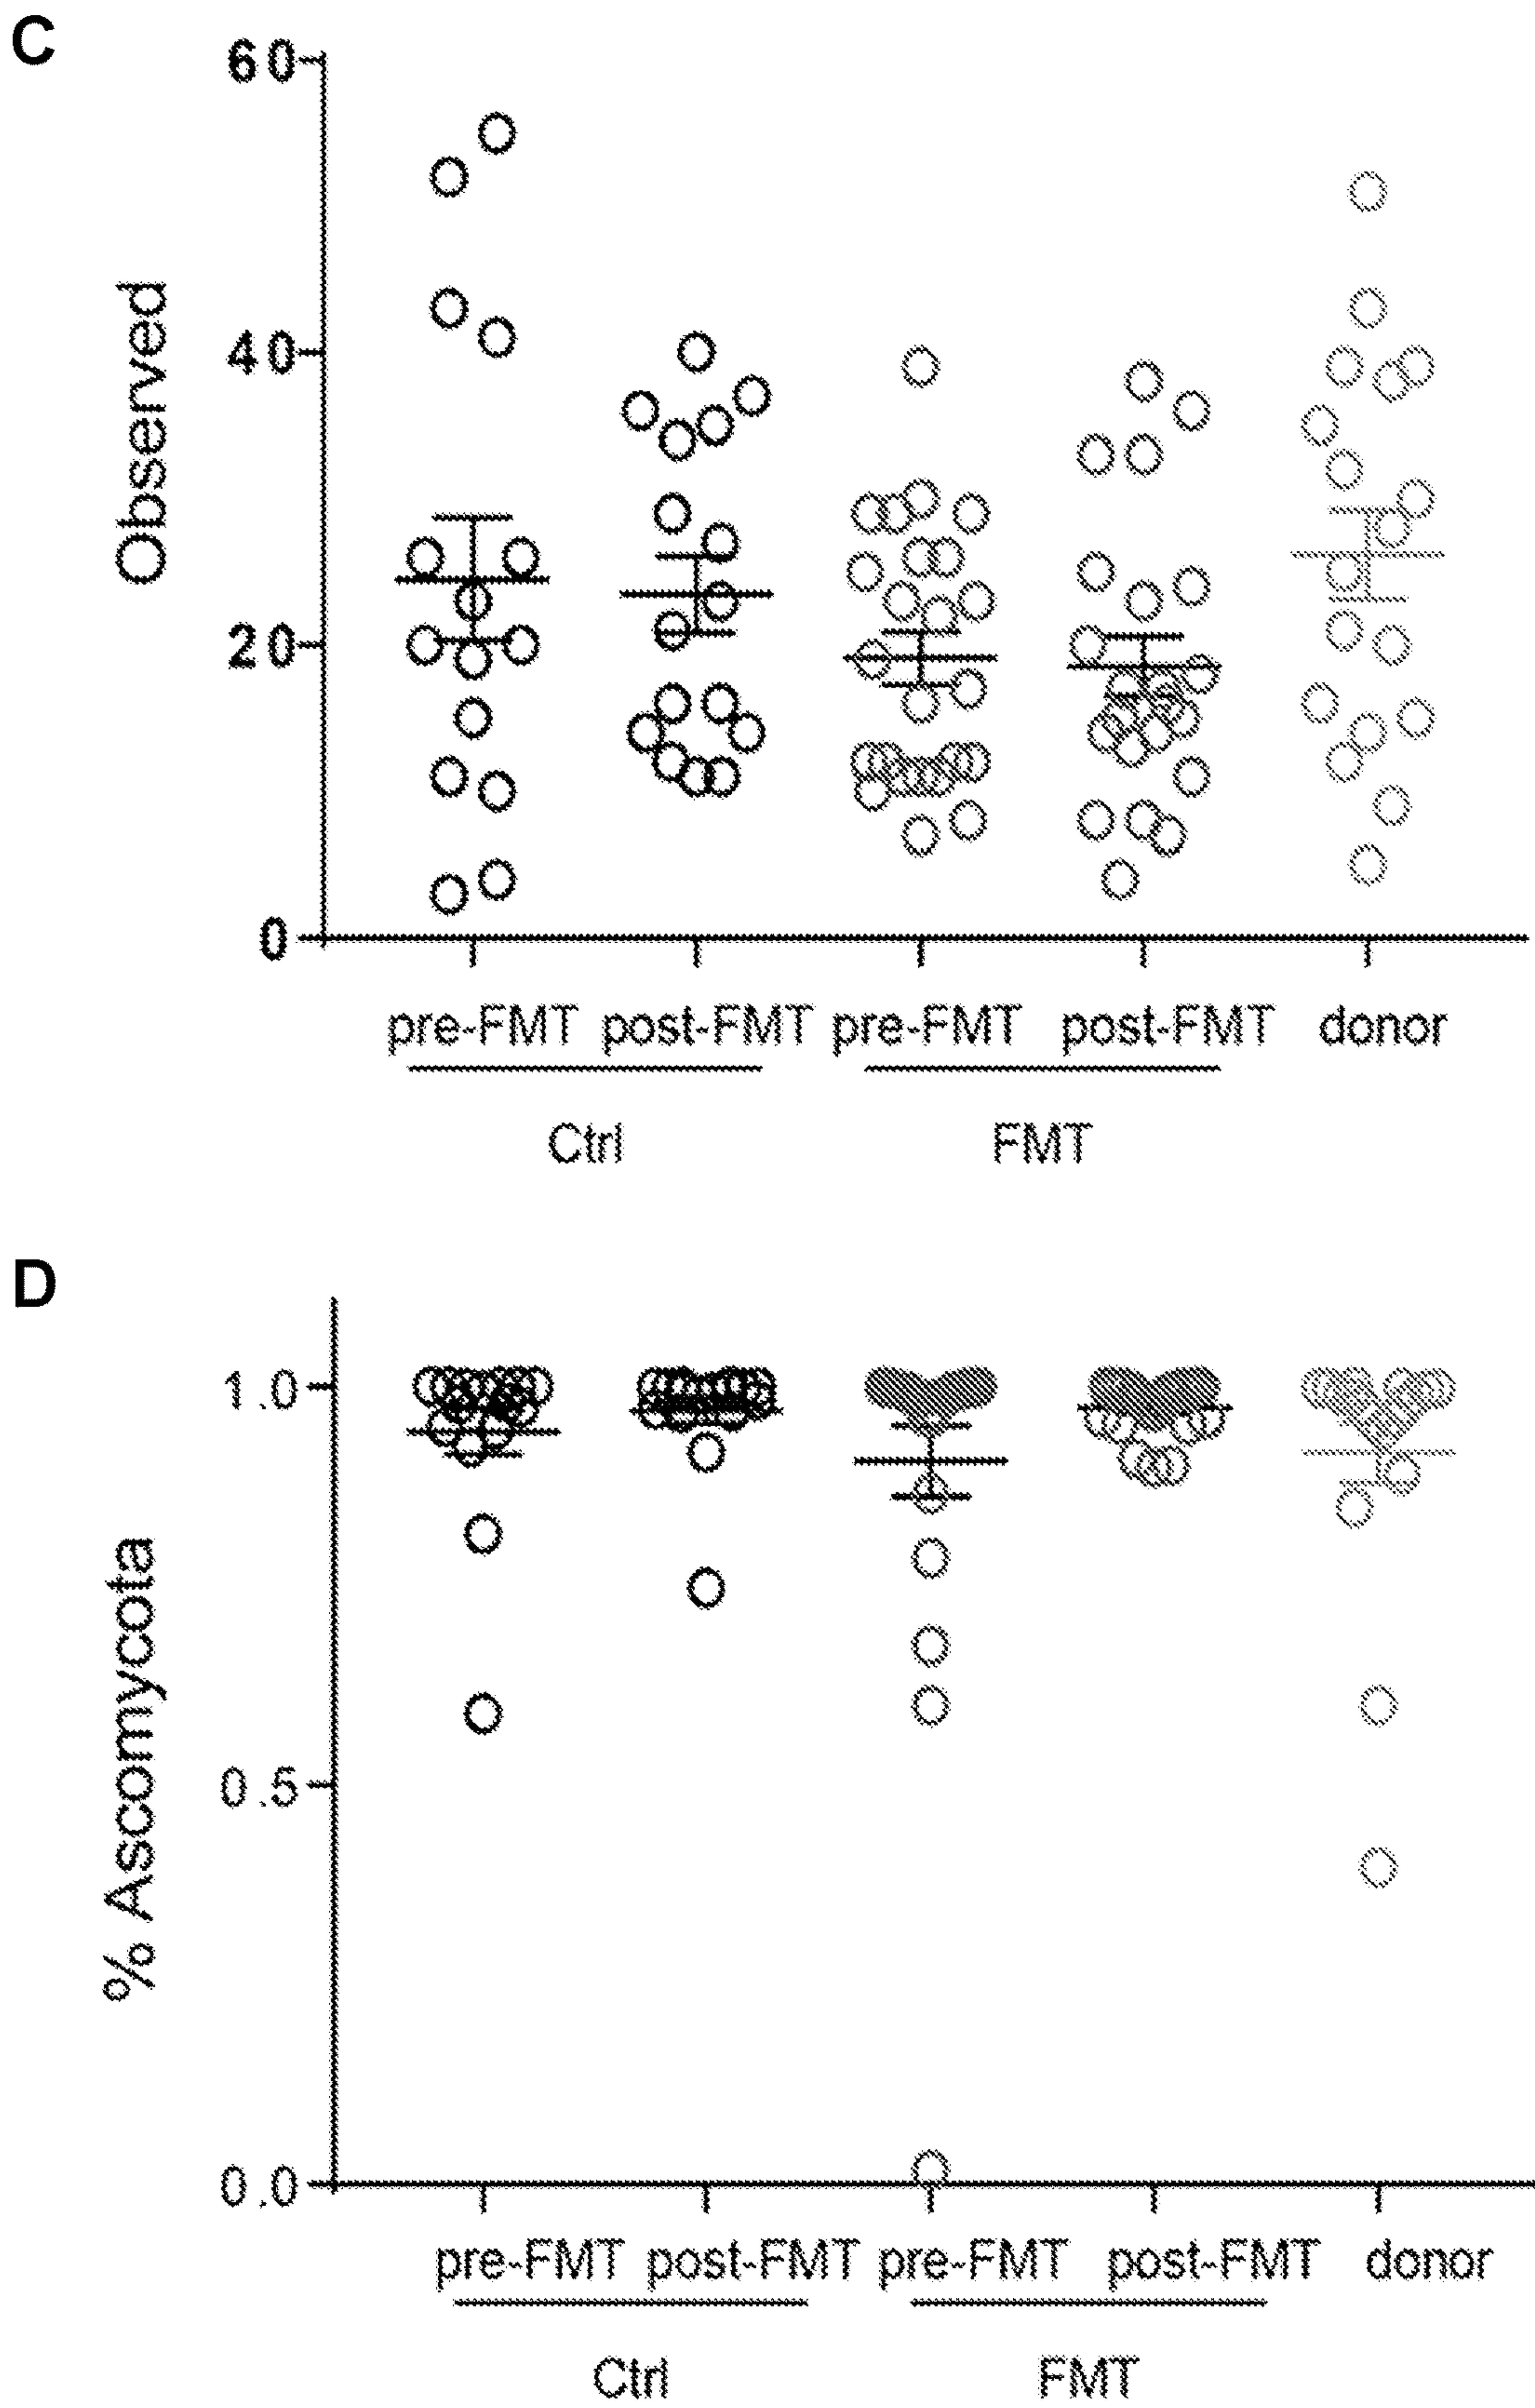 C
60
40
20
0
Observed
pre-FMT post-FMT pre-FMT post-FMT donor
Ctrl FMT
D
1.0
0.5
0.0
% Ascomycota
pre-FMT post-FMT pre-FMT post-FMT donor
Ctrl FMT